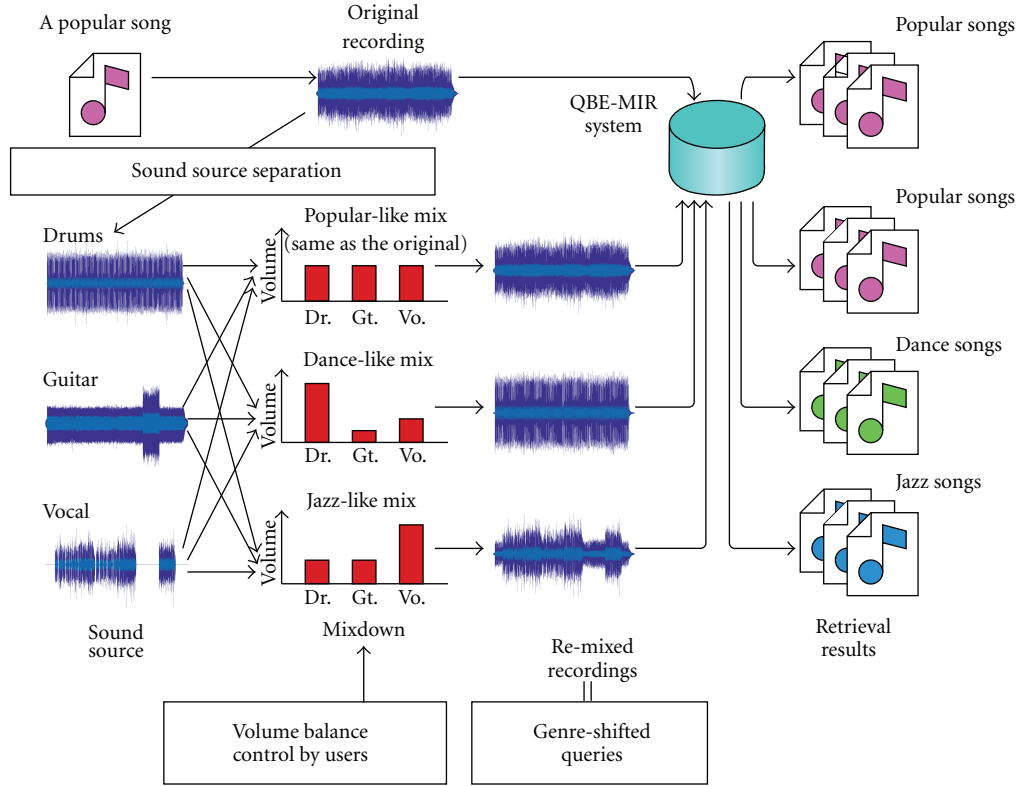 A popular song
Original
recording
Popular songs
QBE-MIR
system
Sound source separation
Popular songs
Drums
Popular-like mix
(same as the original)
Volume
Dr. Gt. Vo.
Dance songs
Guitar
Dance-like mix
Volume
Dr. Gt. Vo.
Jazz songs
Vocal
Jazz-like mix
Volume
Dr. Gt. Vo.
Sound
source
Mixdown
Re-mixed
recordings
Retrieval
results
Volume balance
control by users
Genre-shifted
queries